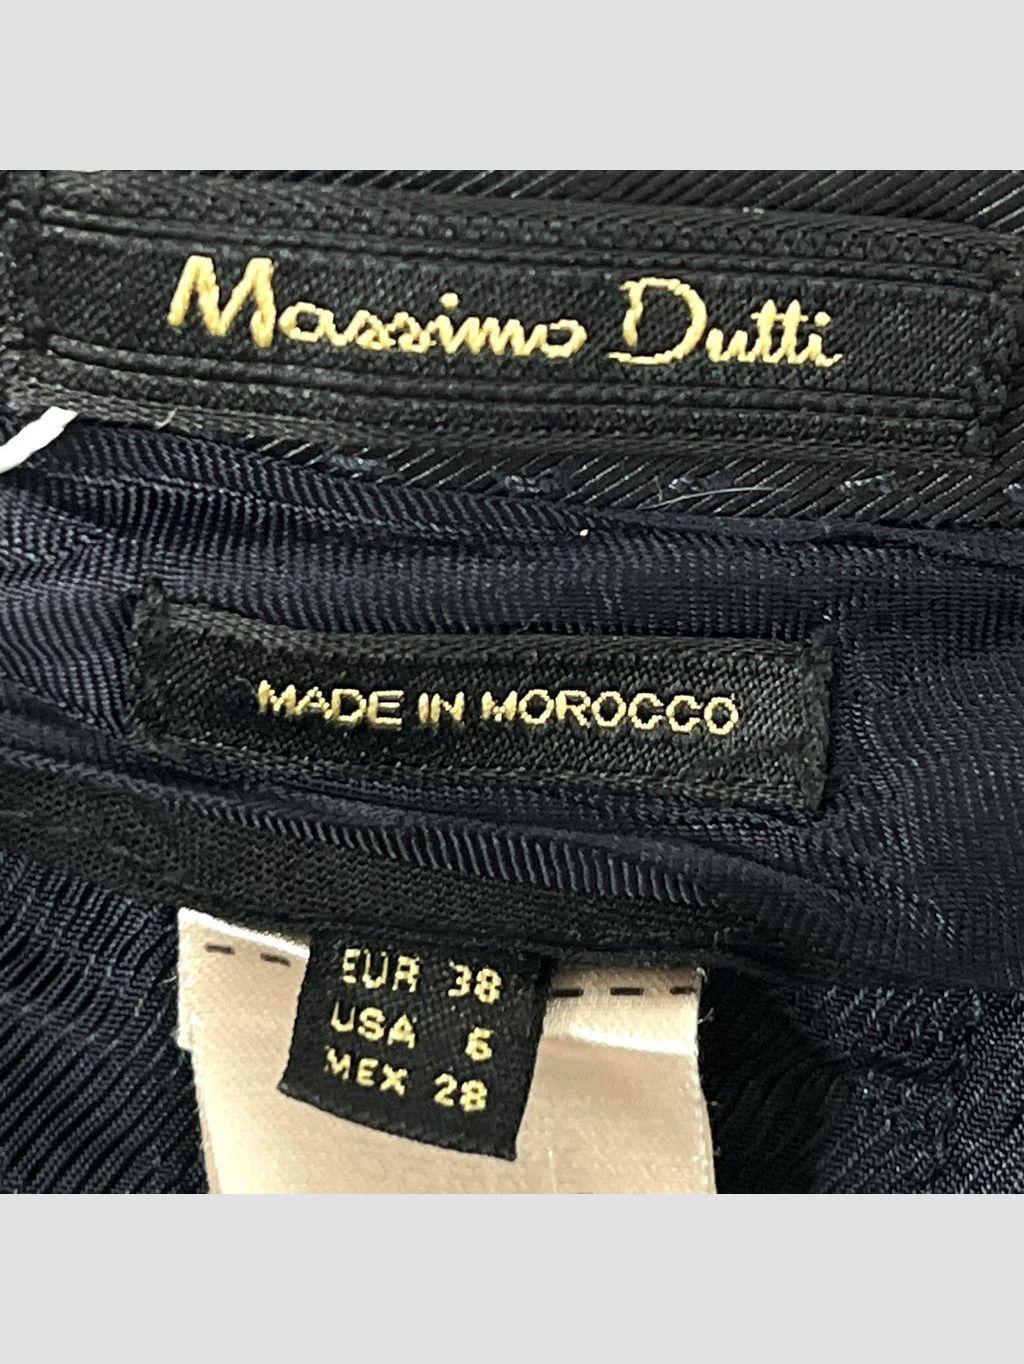 Massimo Dutti
MADE IN MOROCCO
EUR 38
USA 6
MEX 28